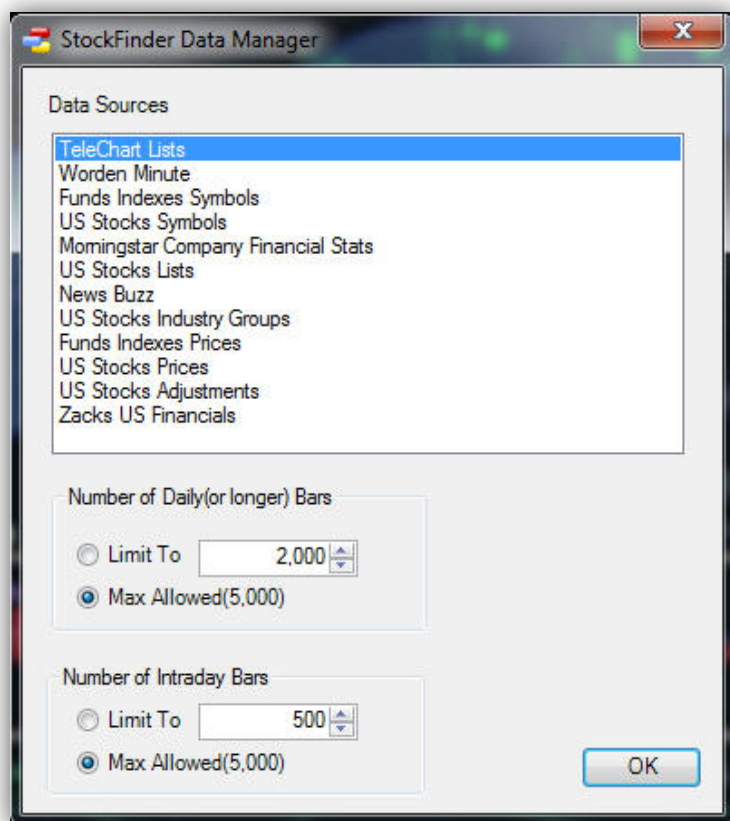 StockFinder Data Manager
Data Sources
TeleChart Lists
Worden Minute
Funds Indexes Symbols
US Stocks Symbols
Morningstar Company Financial Stats
US Stocks Lists
News Buzz
US Stocks Industry Groups
Funds Indexes Prices
US Stocks Prices
US Stocks Adjustments
Zacks US Financials
Number of Daily(or longer) Bars
Limit To 2,000
Max Allowed(5,000)
Number of Intraday Bars
Limit To 500
Max Allowed(5,000)
OK